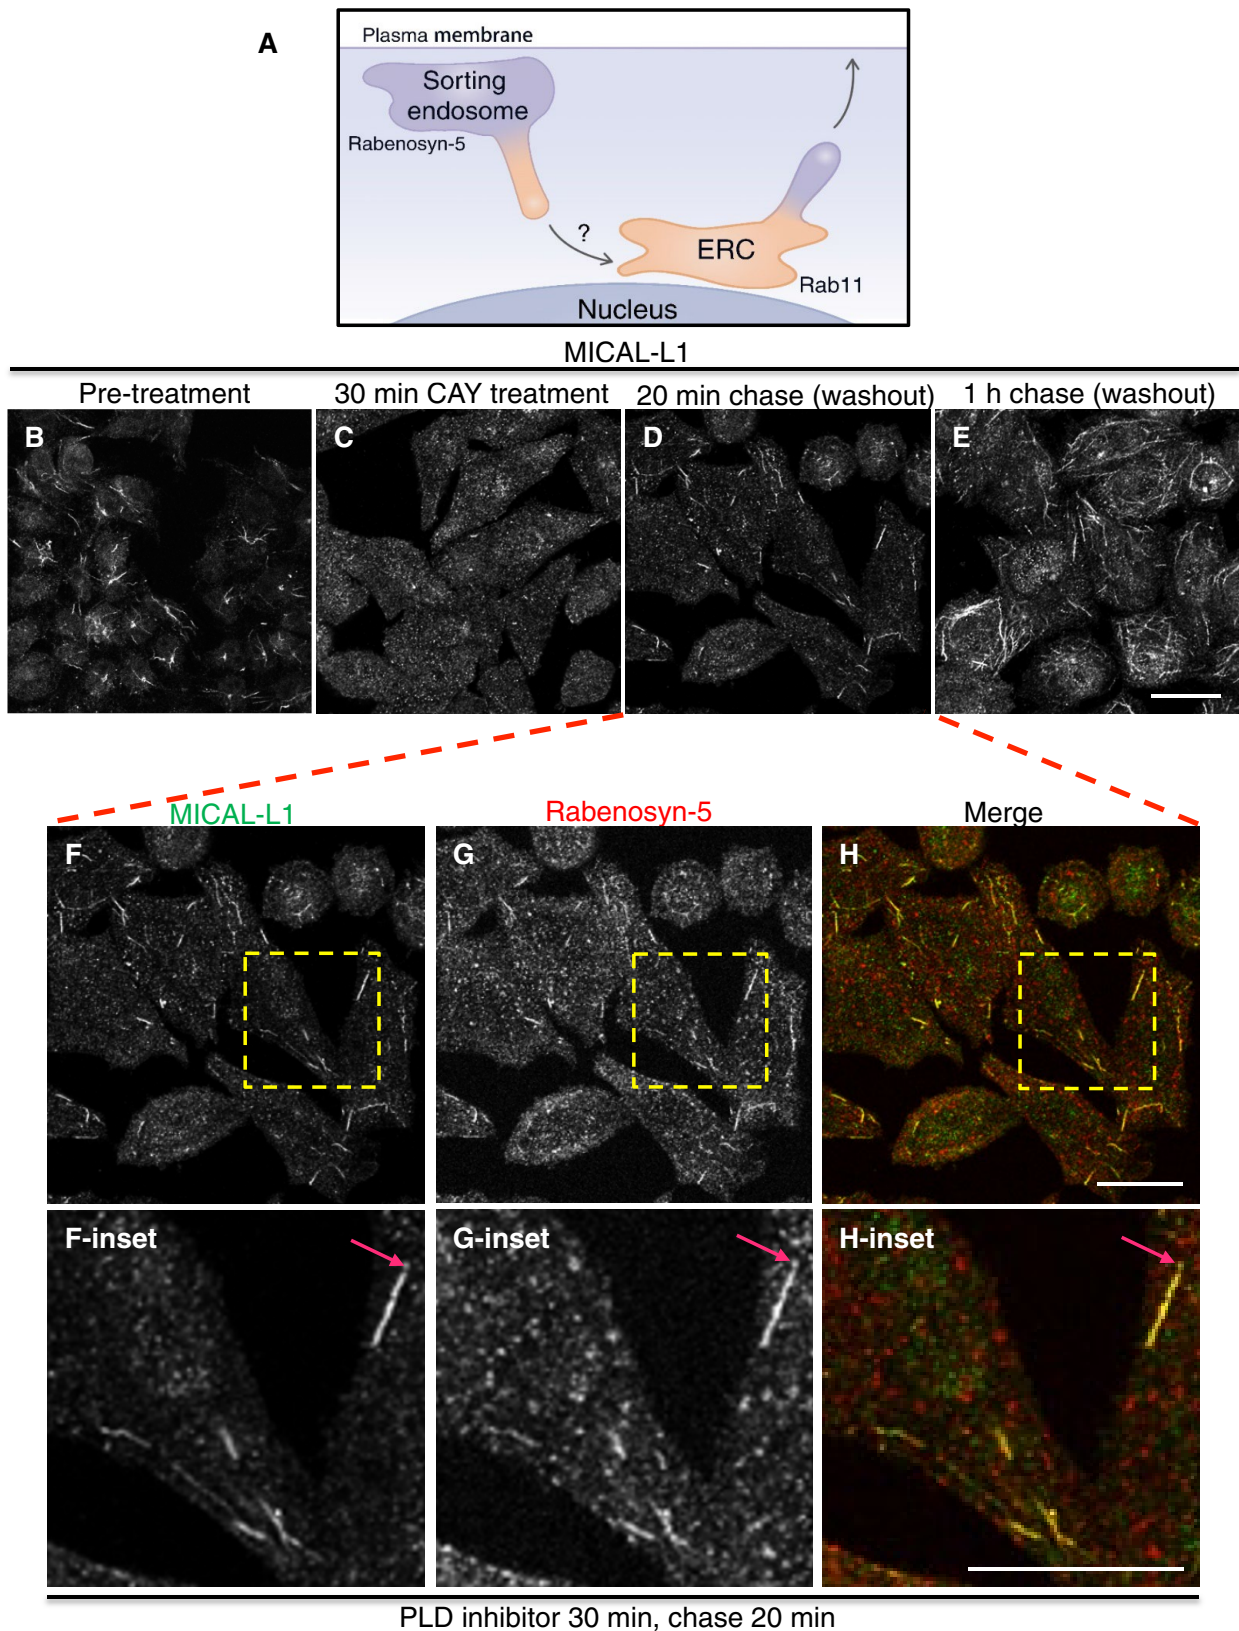 A
Plasma membrane
Sorting
endosome
Rabenosyn-5
?
ERC
Rab11
Nucleus
MICAL-L1
Pre-treatment
30 min CAY treatment
20 min chase (washout)
1 h chase (washout)
B
C
D
E
MICAL-L1
Rabenosyn-5
Merge
F
G
H
F-inset
G-inset
H-inset
PLD inhibitor 30 min, chase 20 min